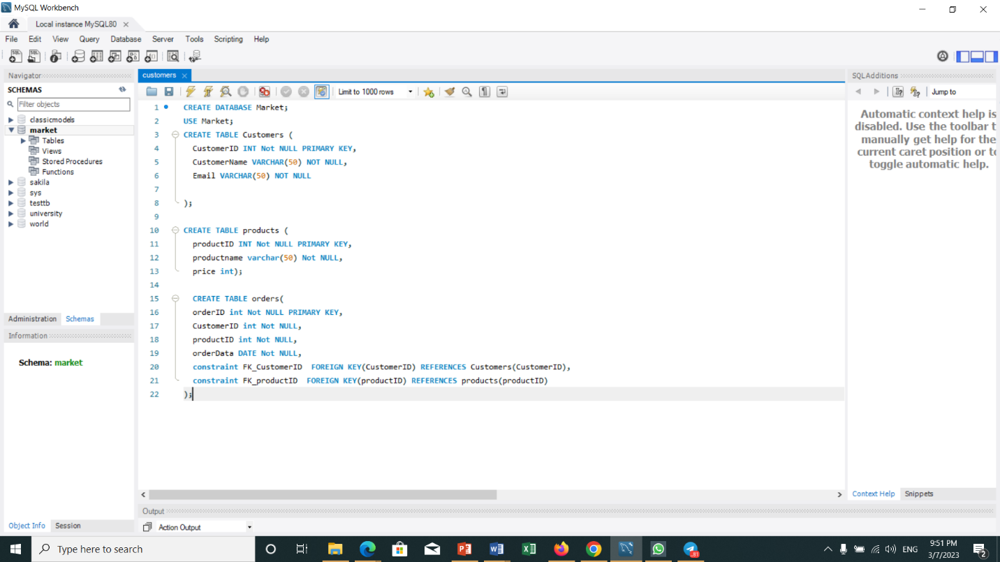 MySQL Workbench
Local instance MySQL80
File Edit View Query Database Server Tools Scripting Help
Navigator
SCHEMAS
Filter objects
classicmodels
market
Tables
Views
Stored Procedures
Functions
sakila
sys
testtb
university
world
Administration Schemas
Information
Schema: market
Object Info Session
customers
Limit to 1000 rows
1 CREATE DATABASE Market;
2 USE Market;
3 CREATE TABLE Customers (
4 CustomerID INT Not NULL PRIMARY KEY,
5 CustomerName VARCHAR(50) NOT NULL,
6 Email VARCHAR(50) NOT NULL
7
8 );
9
10 CREATE TABLE products (
11 productID INT Not NULL PRIMARY KEY,
12 productname varchar(50) Not NULL,
13 price int);
14
15 CREATE TABLE orders(
16 orderID int Not NULL PRIMARY KEY,
17 CustomerID int Not NULL,
18 productID int Not NULL,
19 orderData DATE Not NULL,
20 constraint FK_CustomerID FOREIGN KEY(CustomerID) REFERENCES Customers(CustomerID),
21 constraint FK_productID FOREIGN KEY(productID) REFERENCES products(productID)
22 );
Output
Action Output
SQLAdditions
Jump to
Automatic context help is
disabled. Use the toolbar t
manually get help for the
current caret position or to
toggle automatic help.
Context Help Snippets
Type here to search
81
ENG
9:51 PM
3/7/2023
2